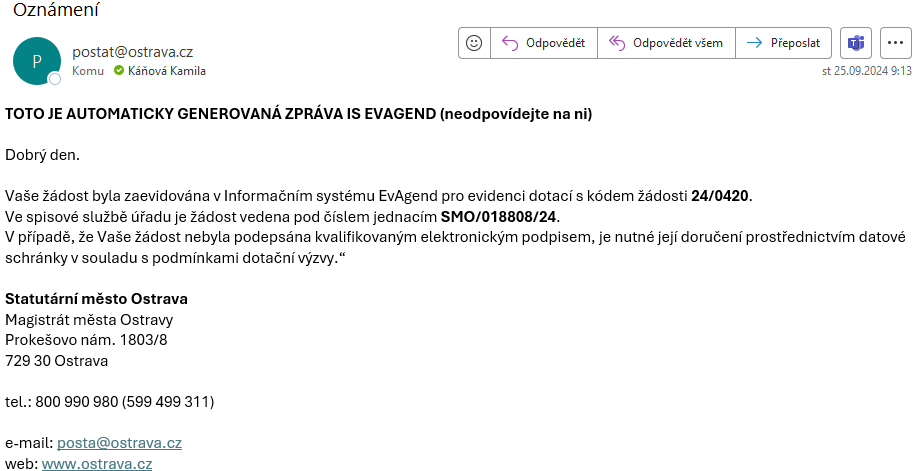 Oznámení
P
postat@ostrava.cz
Komu Káňová Kamila
Odpovědět
Odpovědět všem
Přeposlat
st 25.09.2024 9:13
TOTO JE AUTOMATICKY GENEROVANÁ ZPRÁVA IS EVAGEND (neodpovídejte na ni)
Dobrý den.
Vaše žádost byla zaevidována v Informačním systému EvAgend pro evidenci dotací s kódem žádosti 24/0420.
Ve spisové službě úřadu je žádost vedena pod číslem jednacím SMO/018808/24.
V případě, že Vaše žádost nebyla podepsána kvalifikovaným elektronickým podpisem, je nutné její doručení prostřednictvím datové
schránky v souladu s podmínkami dotační výzvy.“
Statutární město Ostrava
Magistrát města Ostravy
Prokešovo nám. 1803/8
729 30 Ostrava
tel.: 800 990 980 (599 499 311)
e-mail: posta@ostrava.cz
web: www.ostrava.cz